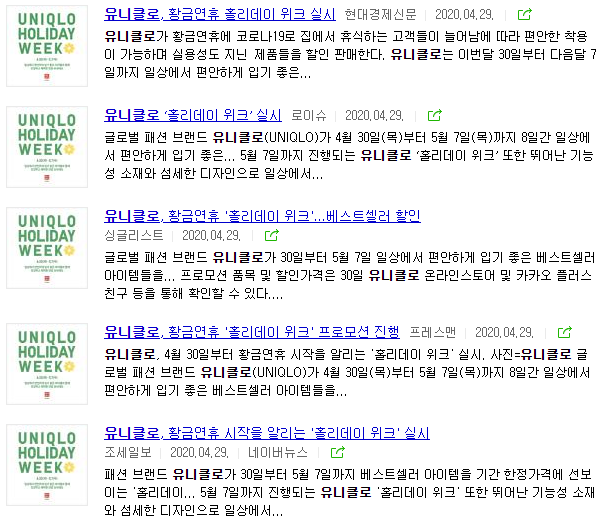 UNIQLO
HOLIDAY
WEEK
유니클로, 황금연휴 홀리데이 위크 실시 현대경제신문 2020.04.29.
유니클로가 황금연휴에 코로나19로 집에서 휴식하는 고객들이 늘어남에 따라 편안한 착용
이 가능하며 실용성도 지닌 제품들을 할인 판매한다. 유니클로는 이번달 30일부터 다음달 7
일까지 일상에서 편안하게 입기 좋은...
UNIQLO
HOLIDAY
WEEK
유니클로 ‘홀리데이 위크’ 실시 로이슈 2020.04.29.
글로벌 패션 브랜드 유니클로(UNIQLO)가 4월 30일(목)부터 5월 7일(목)까지 8일간 일상에
서 편안하게 입기 좋은... 5월 7일까지 진행되는 유니클로 ‘홀리데이 위크’ 또한 뛰어난 기능
성 소재와 섬세한 디자인으로 일상에서...
UNIQLO
HOLIDAY
WEEK
유니클로, 황금연휴 '홀리데이 위크'...베스트셀러 할인
싱글리스트 2020.04.29.
글로벌 패션 브랜드 유니클로가 30일부터 5월 7일 일상에서 편안하게 입기 좋은 베스트셀러
아이템들을... 프로모션 품목 및 할인가격은 30일 유니클로 온라인스토어 및 카카오 플러스
친구 등을 통해 확인할 수 있다....
UNIQLO
HOLIDAY
WEEK
유니클로, 황금연휴 '홀리데이 위크' 프로모션 진행 프레스맨 2020.04.29.
유니클로, 4월 30일부터 황금연휴 시작을 알리는 '홀리데이 위크' 실시. 사진=유니클로 글
로벌 패션 브랜드 유니클로(UNIQLO)가 4월 30일(목)부터 5월 7일(목)까지 8일간 일상에서
편안하게 입기 좋은 베스트셀러 아이템들을...
UNIQLO
HOLIDAY
WEEK
유니클로, 황금연휴 시작을 알리는 '홀리데이 위크' 실시
조세일보 2020.04.29. 네이버뉴스
패션 브랜드 유니클로가 30일부터 5월 7일까지 베스트셀러 아이템을 기간 한정가격에 선보
이는 '홀리데이... 5월 7일까지 진행되는 유니클로 '홀리데이 위크' 또한 뛰어난 기능성 소재
와 섬세한 디자인으로 일상에서...